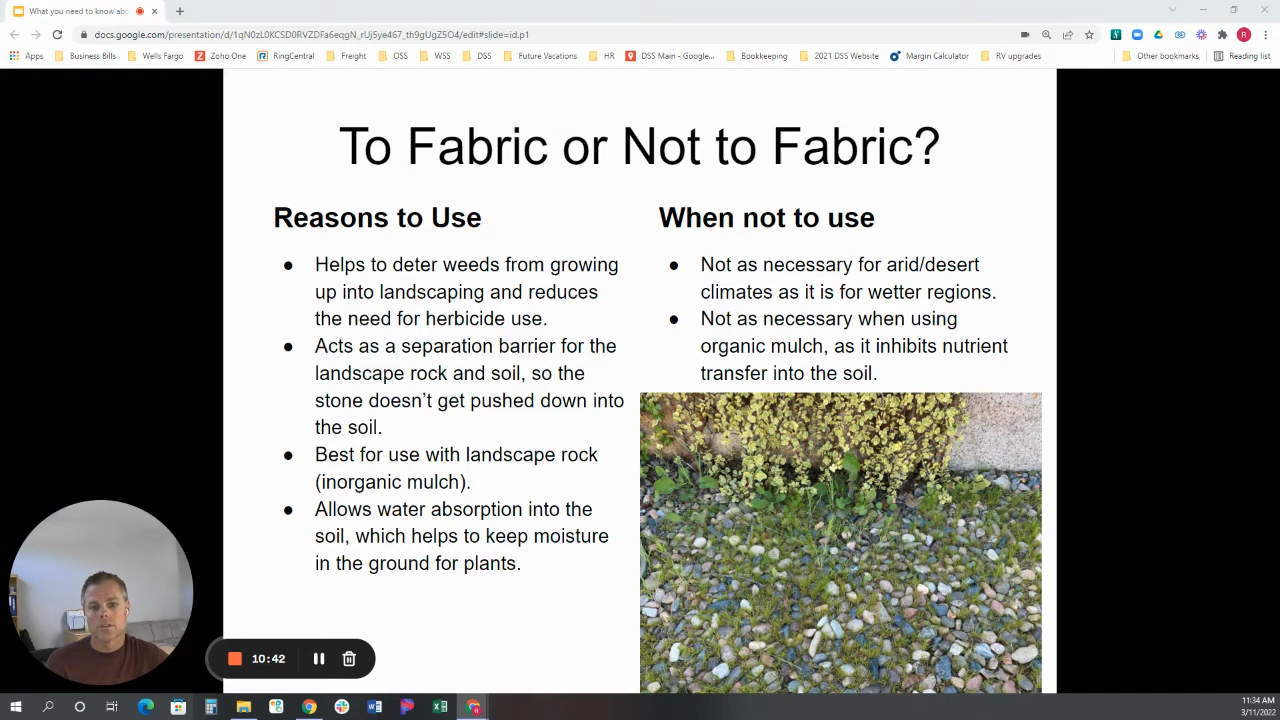 What you need to know abo
docs.google.com/presentation/d/1qN0zL0KCSD0RVZDFa6eqgN_rUj5ye467_th9gUgZSO4/edit#slide=id.p1
R
Apps Business Bills Wells Fargo Zoho One RingCentral Freight OSS WSS DSS Future Vacations HR DSS Main - Google... Bookkeeping 2021 DSS Website Margin Calculator RV upgrades Other bookmarks Reading list
To Fabric or Not to Fabric?
Reasons to Use
● Helps to deter weeds from growing
up into landscaping and reduces
the need for herbicide use.
● Acts as a separation barrier for the
landscape rock and soil, so the
stone doesn’t get pushed down into
the soil.
● Best for use with landscape rock
(inorganic mulch).
● Allows water absorption into the
soil, which helps to keep moisture
in the ground for plants.
When not to use
● Not as necessary for arid/desert
climates as it is for wetter regions.
● Not as necessary when using
organic mulch, as it inhibits nutrient
transfer into the soil.
10:42
11:34 AM
3/11/2022